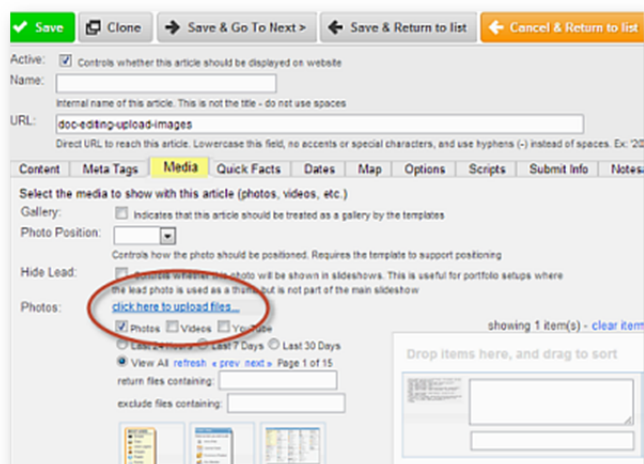 Save Clone Save & Go To Next > Save & Return to list Cancel & Return to list
Active: Controls whether this article should be displayed on website
Name:
Internal name of this article. This is not the title - do not use spaces
URL: doc-editing-upload-images
Direct URL to reach this article. Lowercase this field, no accents or special characters, and use hyphens (-) instead of spaces. Ex: '20
Content Meta Tags Media Quick Facts Dates Map Options Scripts Submit Info Notes
Select the media to show with this article (photos, videos, etc.)
Gallery: Indicates that this article should be treated as a gallery by the templates
Photo Position:
Controls how the photo should be positioned. Requires the template to support positioning
Hide Lead: Controls whether this photo will be shown in slideshows. This is useful for portfolio setups where
the lead photo is used as a thumb but is not part of the main slideshow
Photos: click here to upload files...
Photos Videos YouTube showing 1 item(s) - clear item
Last 24 Hours Last 7 Days Last 30 Days
Drop items here, and drag to sort
View All refresh « prev next » Page 1 of 15
return files containing:
exclude files containing: